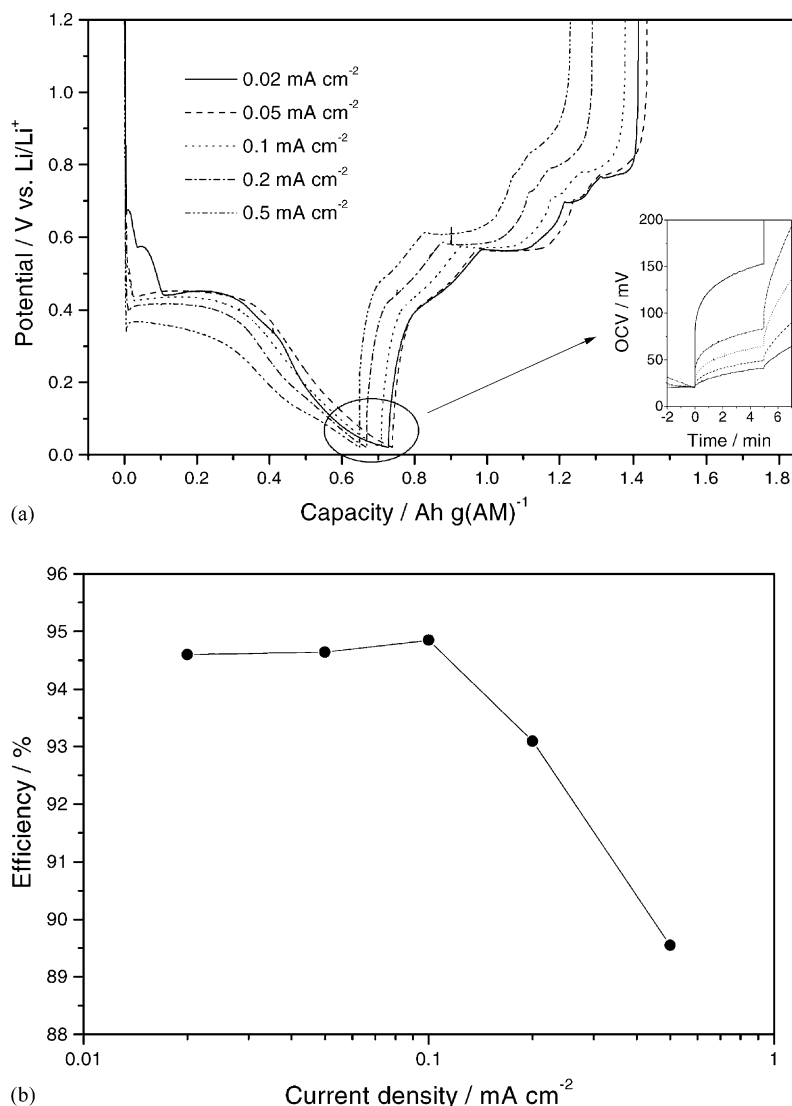 1.2
1.0
0.8
0.6
0.4
0.2
0.0
Potential / V vs. Li/Li⁺
0.02 mA cm⁻²
0.05 mA cm⁻²
0.1 mA cm⁻²
0.2 mA cm⁻²
0.5 mA cm⁻²
200
150
100
50
0
OCV / mV
-2 0 2 4 6
Time / min
0.0 0.2 0.4 0.6 0.8 1.0 1.2 1.4 1.6 1.8
(a)
Capacity / Ah g(AM)⁻¹
96
95
94
93
92
91
90
89
88
Efficiency / %
0.01 0.1 1
(b)
Current density / mA cm⁻²